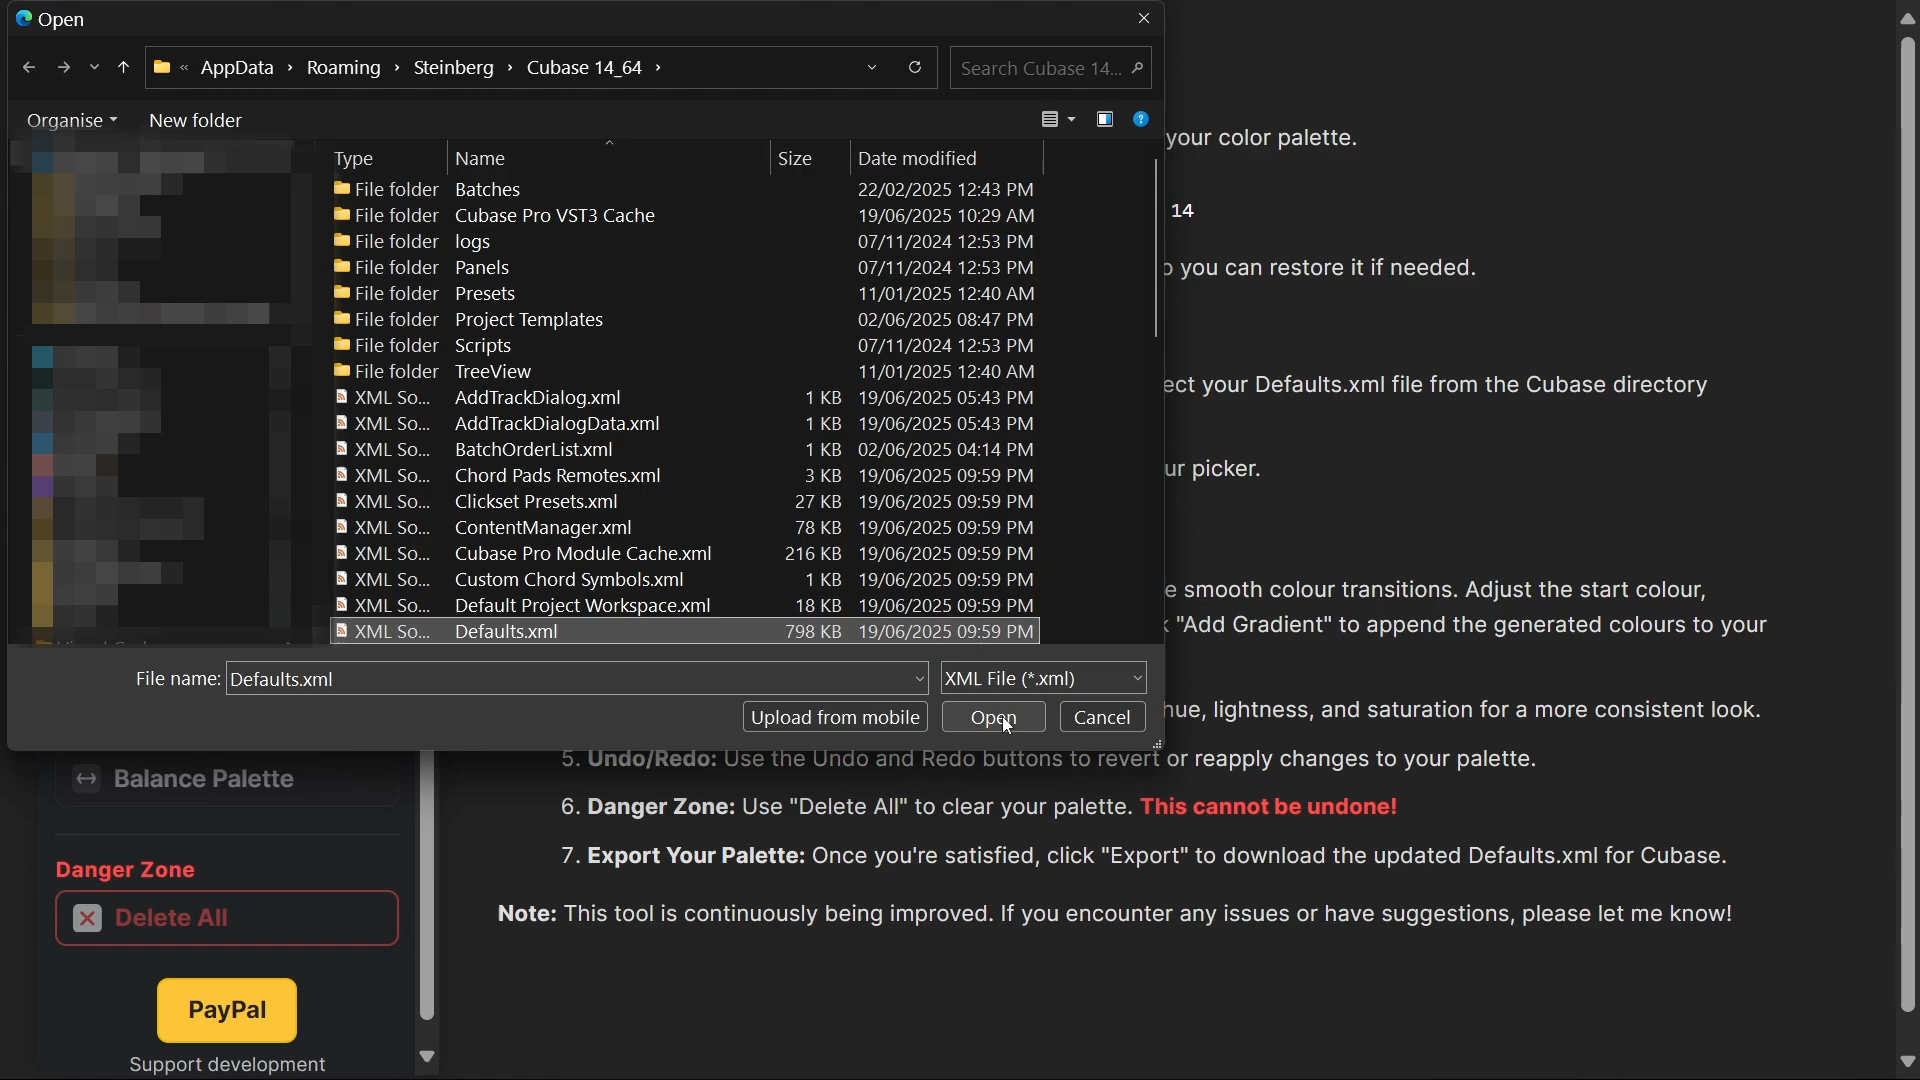 Open
« AppData › Roaming › Steinberg › Cubase 14_64 ›
Search Cubase 14...
Organise
New folder
Type Name Size Date modified
File folder Batches 22/02/2025 12:43 PM
File folder Cubase Pro VST3 Cache 19/06/2025 10:29 AM
File folder logs 07/11/2024 12:53 PM
File folder Panels 07/11/2024 12:53 PM
File folder Presets 11/01/2025 12:40 AM
File folder Project Templates 02/06/2025 08:47 PM
File folder Scripts 07/11/2024 12:53 PM
File folder TreeView 11/01/2025 12:40 AM
XML So... AddTrackDialog.xml 1 KB 19/06/2025 05:43 PM
XML So... AddTrackDialogData.xml 1 KB 19/06/2025 05:43 PM
XML So... BatchOrderList.xml 1 KB 02/06/2025 04:14 PM
XML So... Chord Pads Remotes.xml 3 KB 19/06/2025 09:59 PM
XML So... Clickset Presets.xml 27 KB 19/06/2025 09:59 PM
XML So... ContentManager.xml 78 KB 19/06/2025 09:59 PM
XML So... Cubase Pro Module Cache.xml 216 KB 19/06/2025 09:59 PM
XML So... Custom Chord Symbols.xml 1 KB 19/06/2025 09:59 PM
XML So... Default Project Workspace.xml 18 KB 19/06/2025 09:59 PM
XML So... Defaults.xml 798 KB 19/06/2025 09:59 PM
File name: Defaults.xml XML File (*.xml)
Upload from mobile Open Cancel
your color palette.
14
you can restore it if needed.
your Defaults.xml file from the Cubase directory
picker.
smooth colour transitions. Adjust the start colour,
"Add Gradient" to append the generated colours to your
hue, lightness, and saturation for a more consistent look.
5. Undo/Redo: Use the Undo and Redo buttons to revert or reapply changes to your palette.
6. Danger Zone: Use "Delete All" to clear your palette. This cannot be undone!
7. Export Your Palette: Once you're satisfied, click "Export" to download the updated Defaults.xml for Cubase.
Note: This tool is continuously being improved. If you encounter any issues or have suggestions, please let me know!
Balance Palette
Danger Zone
Delete All
PayPal
Support development